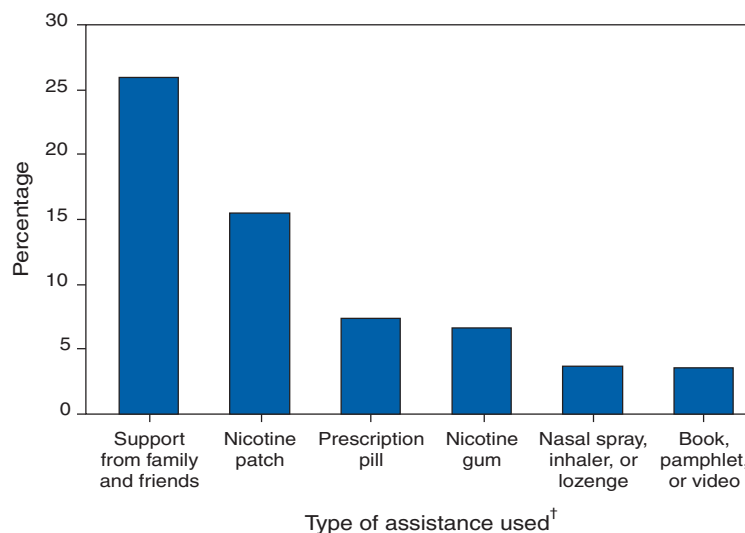 30
25
20
15
10
5
0
Percentage
Support
from family
and friends
Nicotine
patch
Prescription
pill
Nicotine
gum
Nasal spray,
inhaler, or
lozenge
Book,
pamphlet,
or video
Type of assistance used†